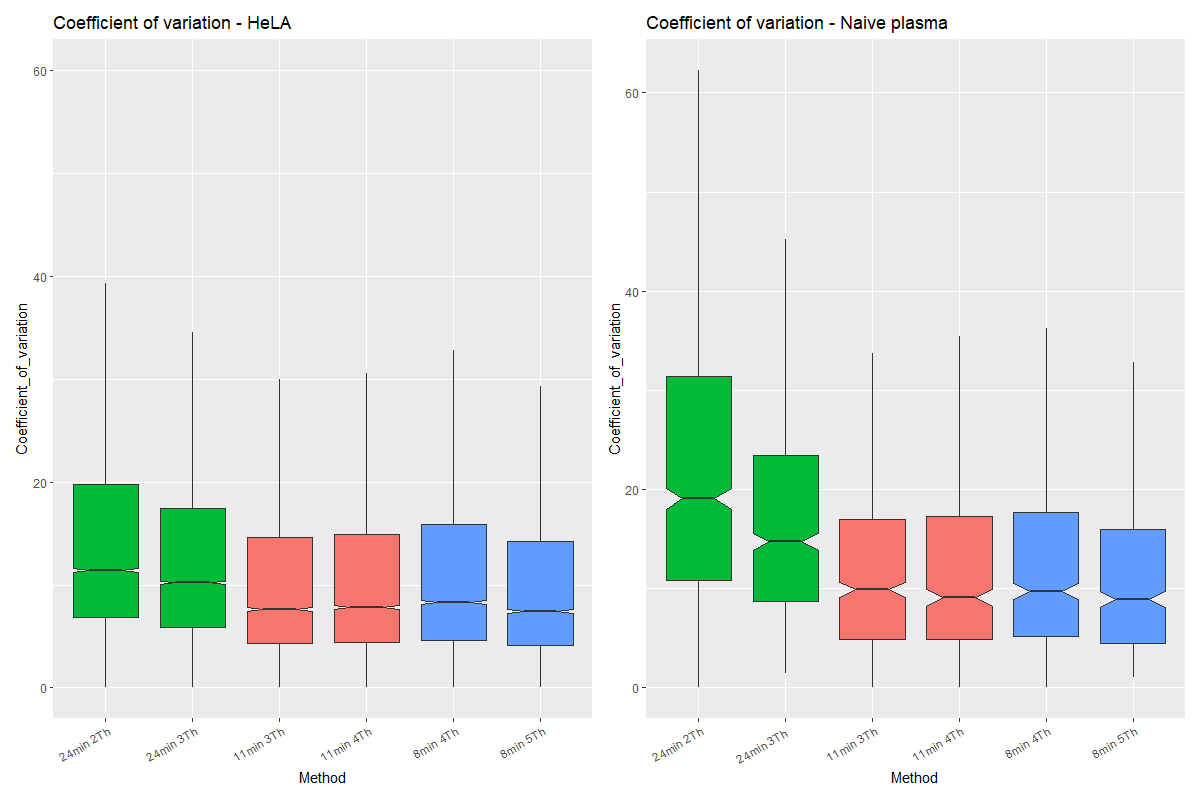 Coefficient of variation - HeLA
Coefficient_of_variation
60
40
20
0
24min 2Th
24min 3Th
11min 3Th
11min 4Th
8min 4Th
8min 5Th
Method
Coefficient of variation - Naive plasma
Coefficient_of_variation
60
40
20
0
24min 2Th
24min 3Th
11min 3Th
11min 4Th
8min 4Th
8min 5Th
Method